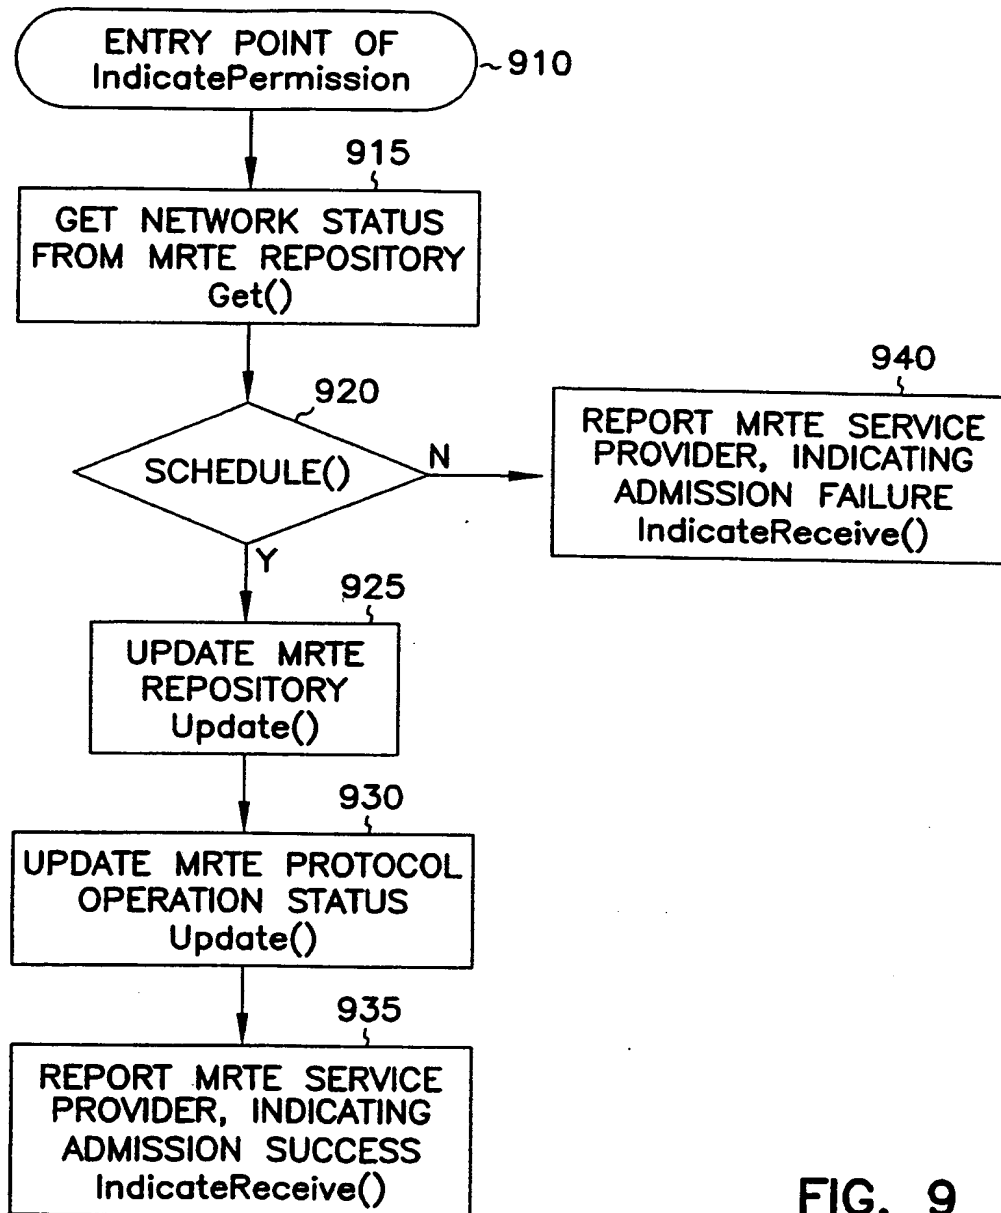 ENTRY POINT OF
IndicatePermission
~910
915
GET NETWORK STATUS
FROM MRTE REPOSITORY
Get()
920
SCHEDULE()
N
Y
940
REPORT MRTE SERVICE
PROVIDER, INDICATING
ADMISSION FAILURE
IndicateReceive()
925
UPDATE MRTE
REPOSITORY
Update()
930
UPDATE MRTE PROTOCOL
OPERATION STATUS
Update()
935
REPORT MRTE SERVICE
PROVIDER, INDICATING
ADMISSION SUCCESS
IndicateReceive()
FIG. 9